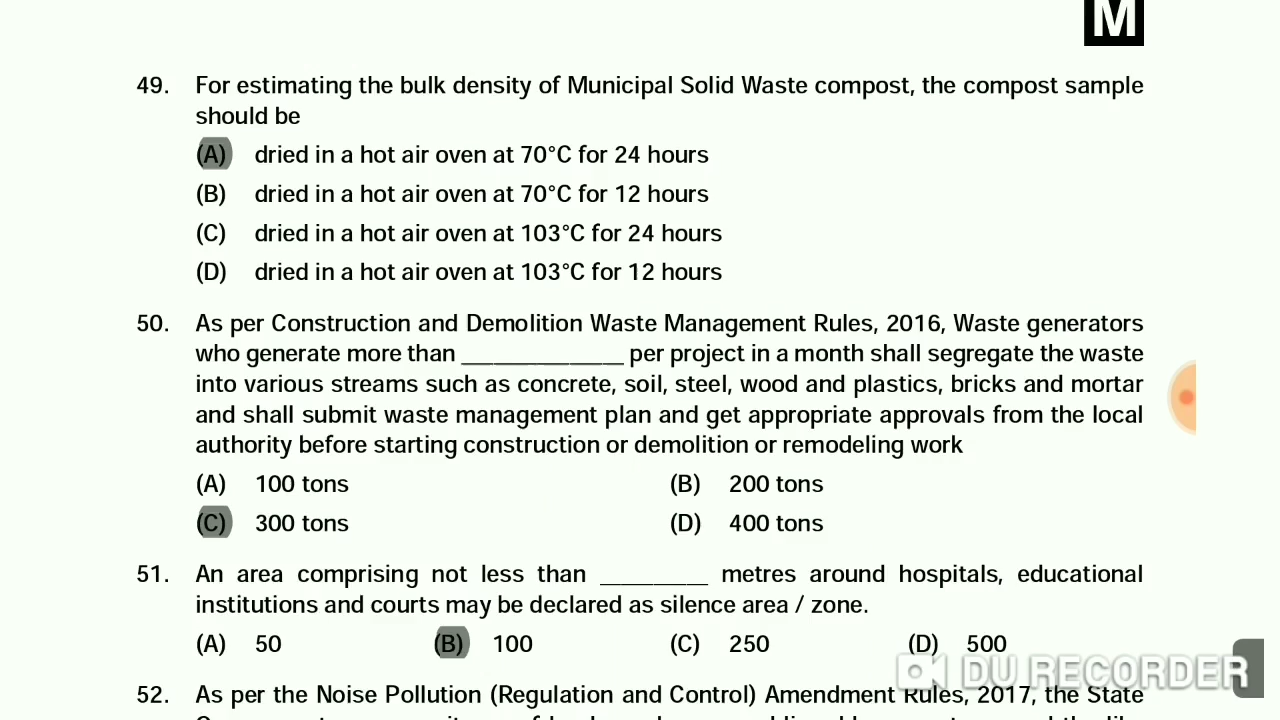 M
49. For estimating the bulk density of Municipal Solid Waste compost, the compost sample
should be
(A) dried in a hot air oven at 70°C for 24 hours
(B) dried in a hot air oven at 70°C for 12 hours
(C) dried in a hot air oven at 103°C for 24 hours
(D) dried in a hot air oven at 103°C for 12 hours
50. As per Construction and Demolition Waste Management Rules, 2016, Waste generators
who generate more than ______________ per project in a month shall segregate the waste
into various streams such as concrete, soil, steel, wood and plastics, bricks and mortar
and shall submit waste management plan and get appropriate approvals from the local
authority before starting construction or demolition or remodeling work
(A) 100 tons (B) 200 tons
(C) 300 tons (D) 400 tons
51. An area comprising not less than _________ metres around hospitals, educational
institutions and courts may be declared as silence area / zone.
(A) 50 (B) 100 (C) 250 (D) 500
DU RECORDER
52. As per the Noise Pollution (Regulation and Control) Amendment Rules, 2017, the State